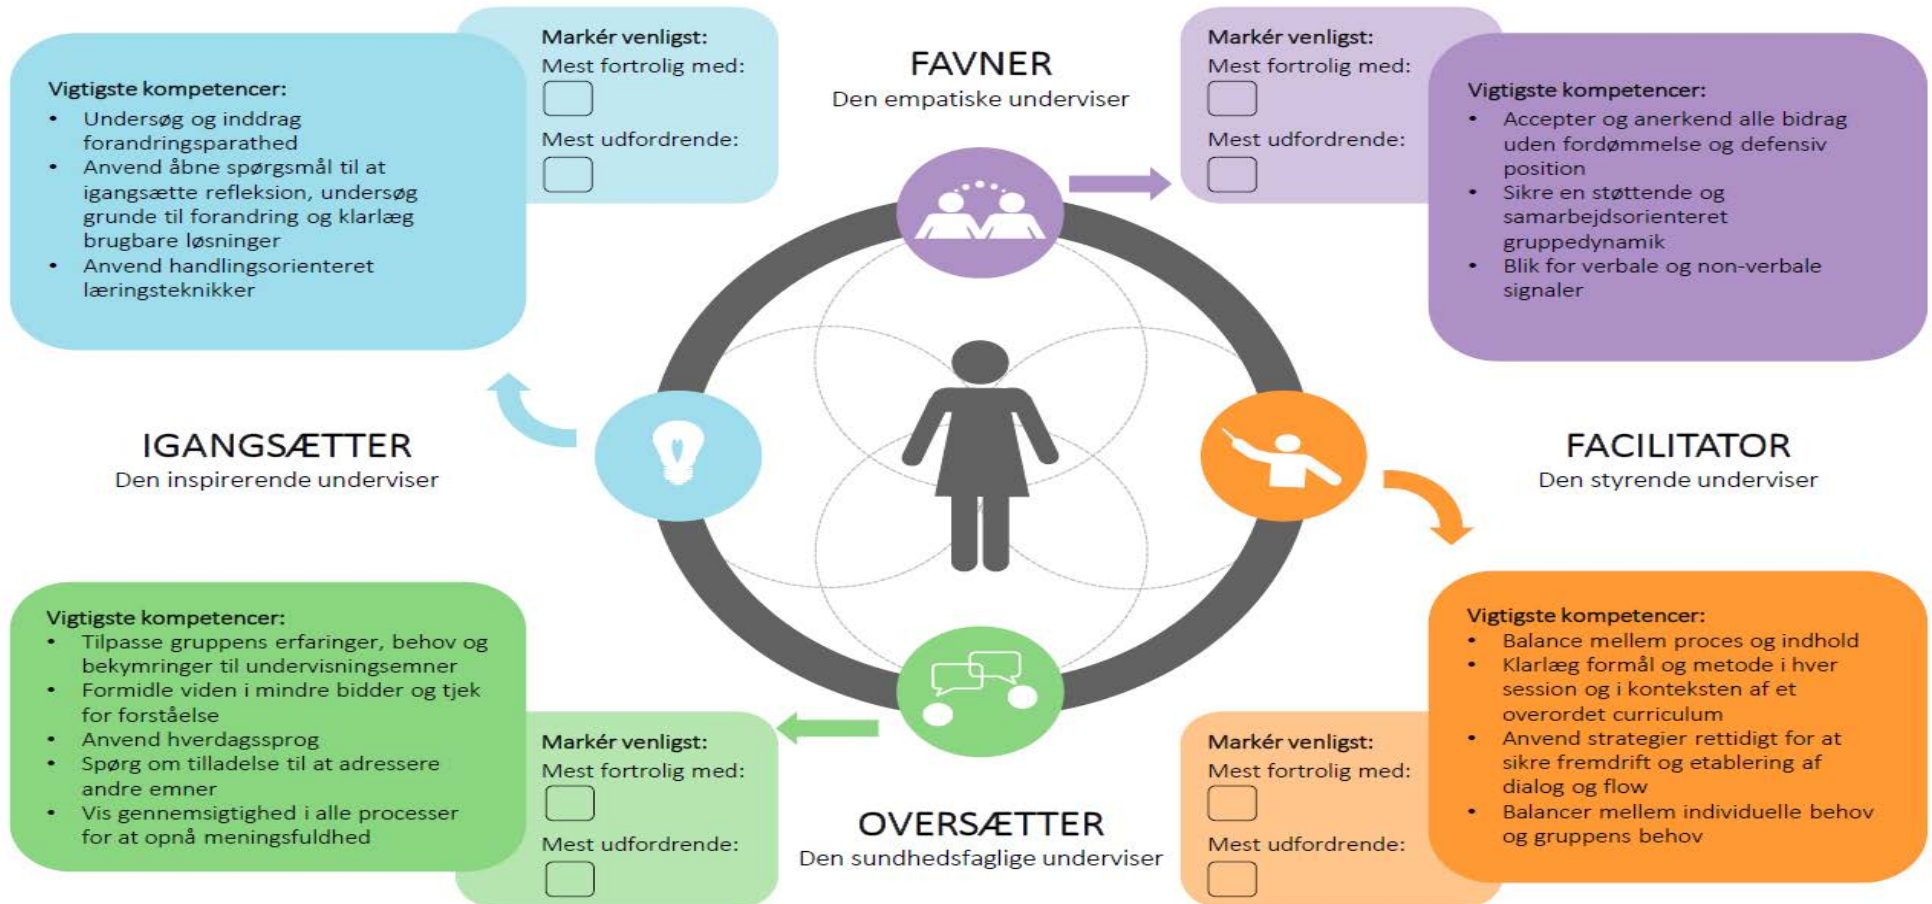 Vigtigste kompetencer:
• Undersøg og inddrag
forandringsparathed
• Anvend åbne spørgsmål til at
igangsætte refleksion, undersøg
grunde til forandring og klarlæg
brugbare løsninger
• Anvend handlingsorienteret
læringsteknikker
Markér venligst:
Mest fortrolig med:
Mest udfordrende:
FAVNER
Den empatiske underviser
Markér venligst:
Mest fortrolig med:
Mest udfordrende:
Vigtigste kompetencer:
• Accepter og anerkend alle bidrag
uden fordømmelse og defensiv
position
• Sikre en støttende og
samarbejdsorienteret
gruppedynamik
• Blik for verbale og non-verbale
signaler
IGANGSÆTTER
Den inspirerende underviser
FACILITATOR
Den styrende underviser
Vigtigste kompetencer:
• Tilpasse gruppens erfaringer, behov og
bekymringer til undervisningsemner
• Formidle viden i mindre bidder og tjek
for forståelse
• Anvend hverdagssprog
• Spørg om tilladelse til at adressere
andre emner
• Vis gennemsigtighed i alle processer
for at opnå meningsfuldhed
Markér venligst:
Mest fortrolig med:
Mest udfordrende:
OVERSÆTTER
Den sundhedsfaglige underviser
Markér venligst:
Mest fortrolig med:
Mest udfordrende:
Vigtigste kompetencer:
• Balance mellem proces og indhold
• Klarlæg formål og metode i hver
session og i konteksten af et
overordet curriculum
• Anvend strategier rettidigt for at
sikre fremdrift og etablering af
dialog og flow
• Balancer mellem individuelle behov
og gruppens behov